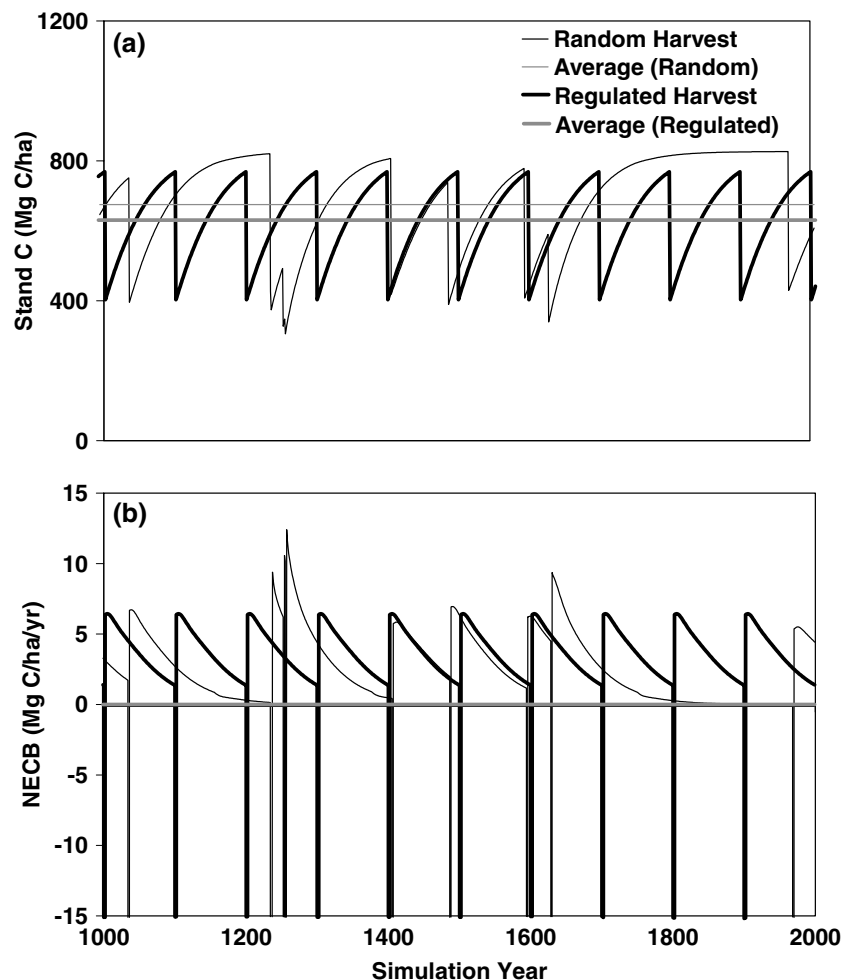 (a)
Random Harvest
Average (Random)
Regulated Harvest
Average (Regulated)
Stand C (Mg C/ha)
1200
800
400
0
(b)
NECB (Mg C/ha/yr)
15
10
5
0
-5
-10
-15
1000 1200 1400 1600 1800 2000
Simulation Year